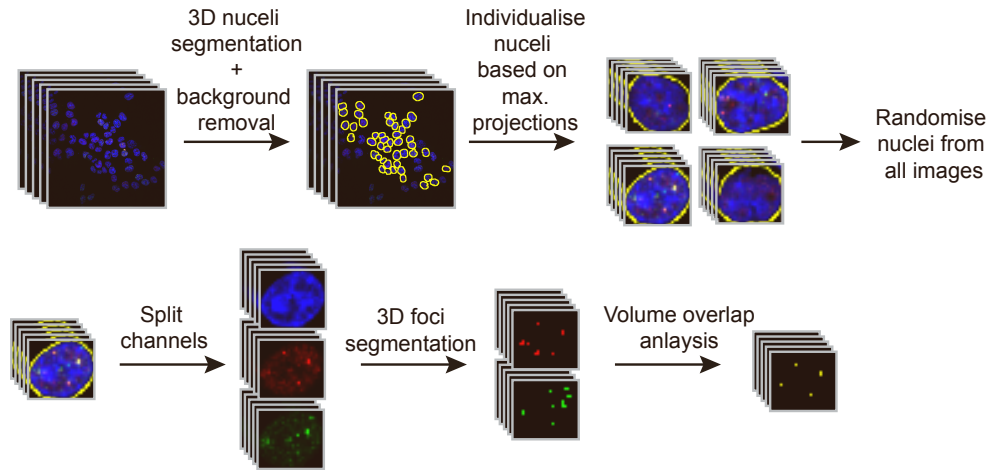 3D nuceli
segmentation
+
background
removal
Individualise
nuceli
based on
max.
projections
Randomise
nuclei from
all images
Split
channels
3D foci
segmentation
Volume overlap
anlaysis